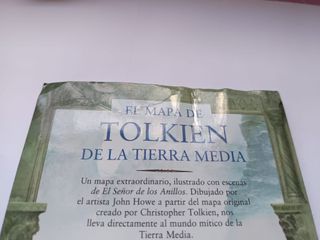 EL MAPA DE
TOLKIEN
DE LA TIERRA MEDIA
Un mapa extraordinario, ilustrado con escenas
de El Señor de los Anillos. Dibujado por
el artista John Howe a partir del mapa original
creado por Christopher Tolkien, nos
lleva directamente al mundo mítico de la
Tierra Media.